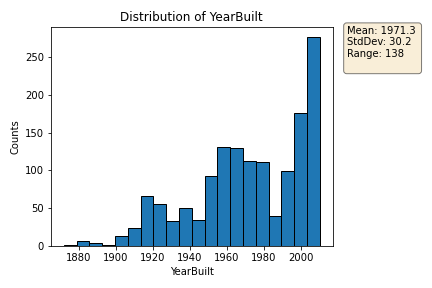 Distribution of YearBuilt
Mean: 1971.3
StdDev: 30.2
Range: 138
Counts
250
200
150
100
50
0
1880 1900 1920 1940 1960 1980 2000
YearBuilt